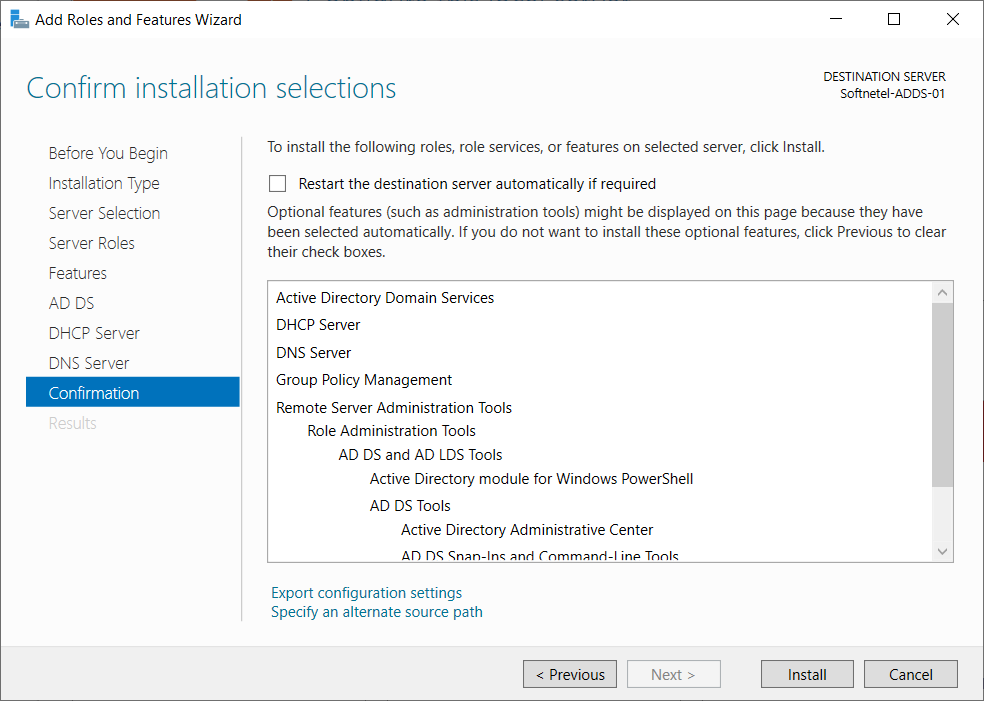 Add Roles and Features Wizard
Confirm installation selections
DESTINATION SERVER
Softnetel-ADDS-01
Before You Begin
Installation Type
Server Selection
Server Roles
Features
AD DS
DHCP Server
DNS Server
Confirmation
Results
To install the following roles, role services, or features on selected server, click Install.
Restart the destination server automatically if required
Optional features (such as administration tools) might be displayed on this page because they have
been selected automatically. If you do not want to install these optional features, click Previous to clear
their check boxes.
Active Directory Domain Services
DHCP Server
DNS Server
Group Policy Management
Remote Server Administration Tools
Role Administration Tools
AD DS and AD LDS Tools
Active Directory module for Windows PowerShell
AD DS Tools
Active Directory Administrative Center
AD DS Snap-Ins and Command-Line Tools
Export configuration settings
Specify an alternate source path
< Previous
Next >
Install
Cancel